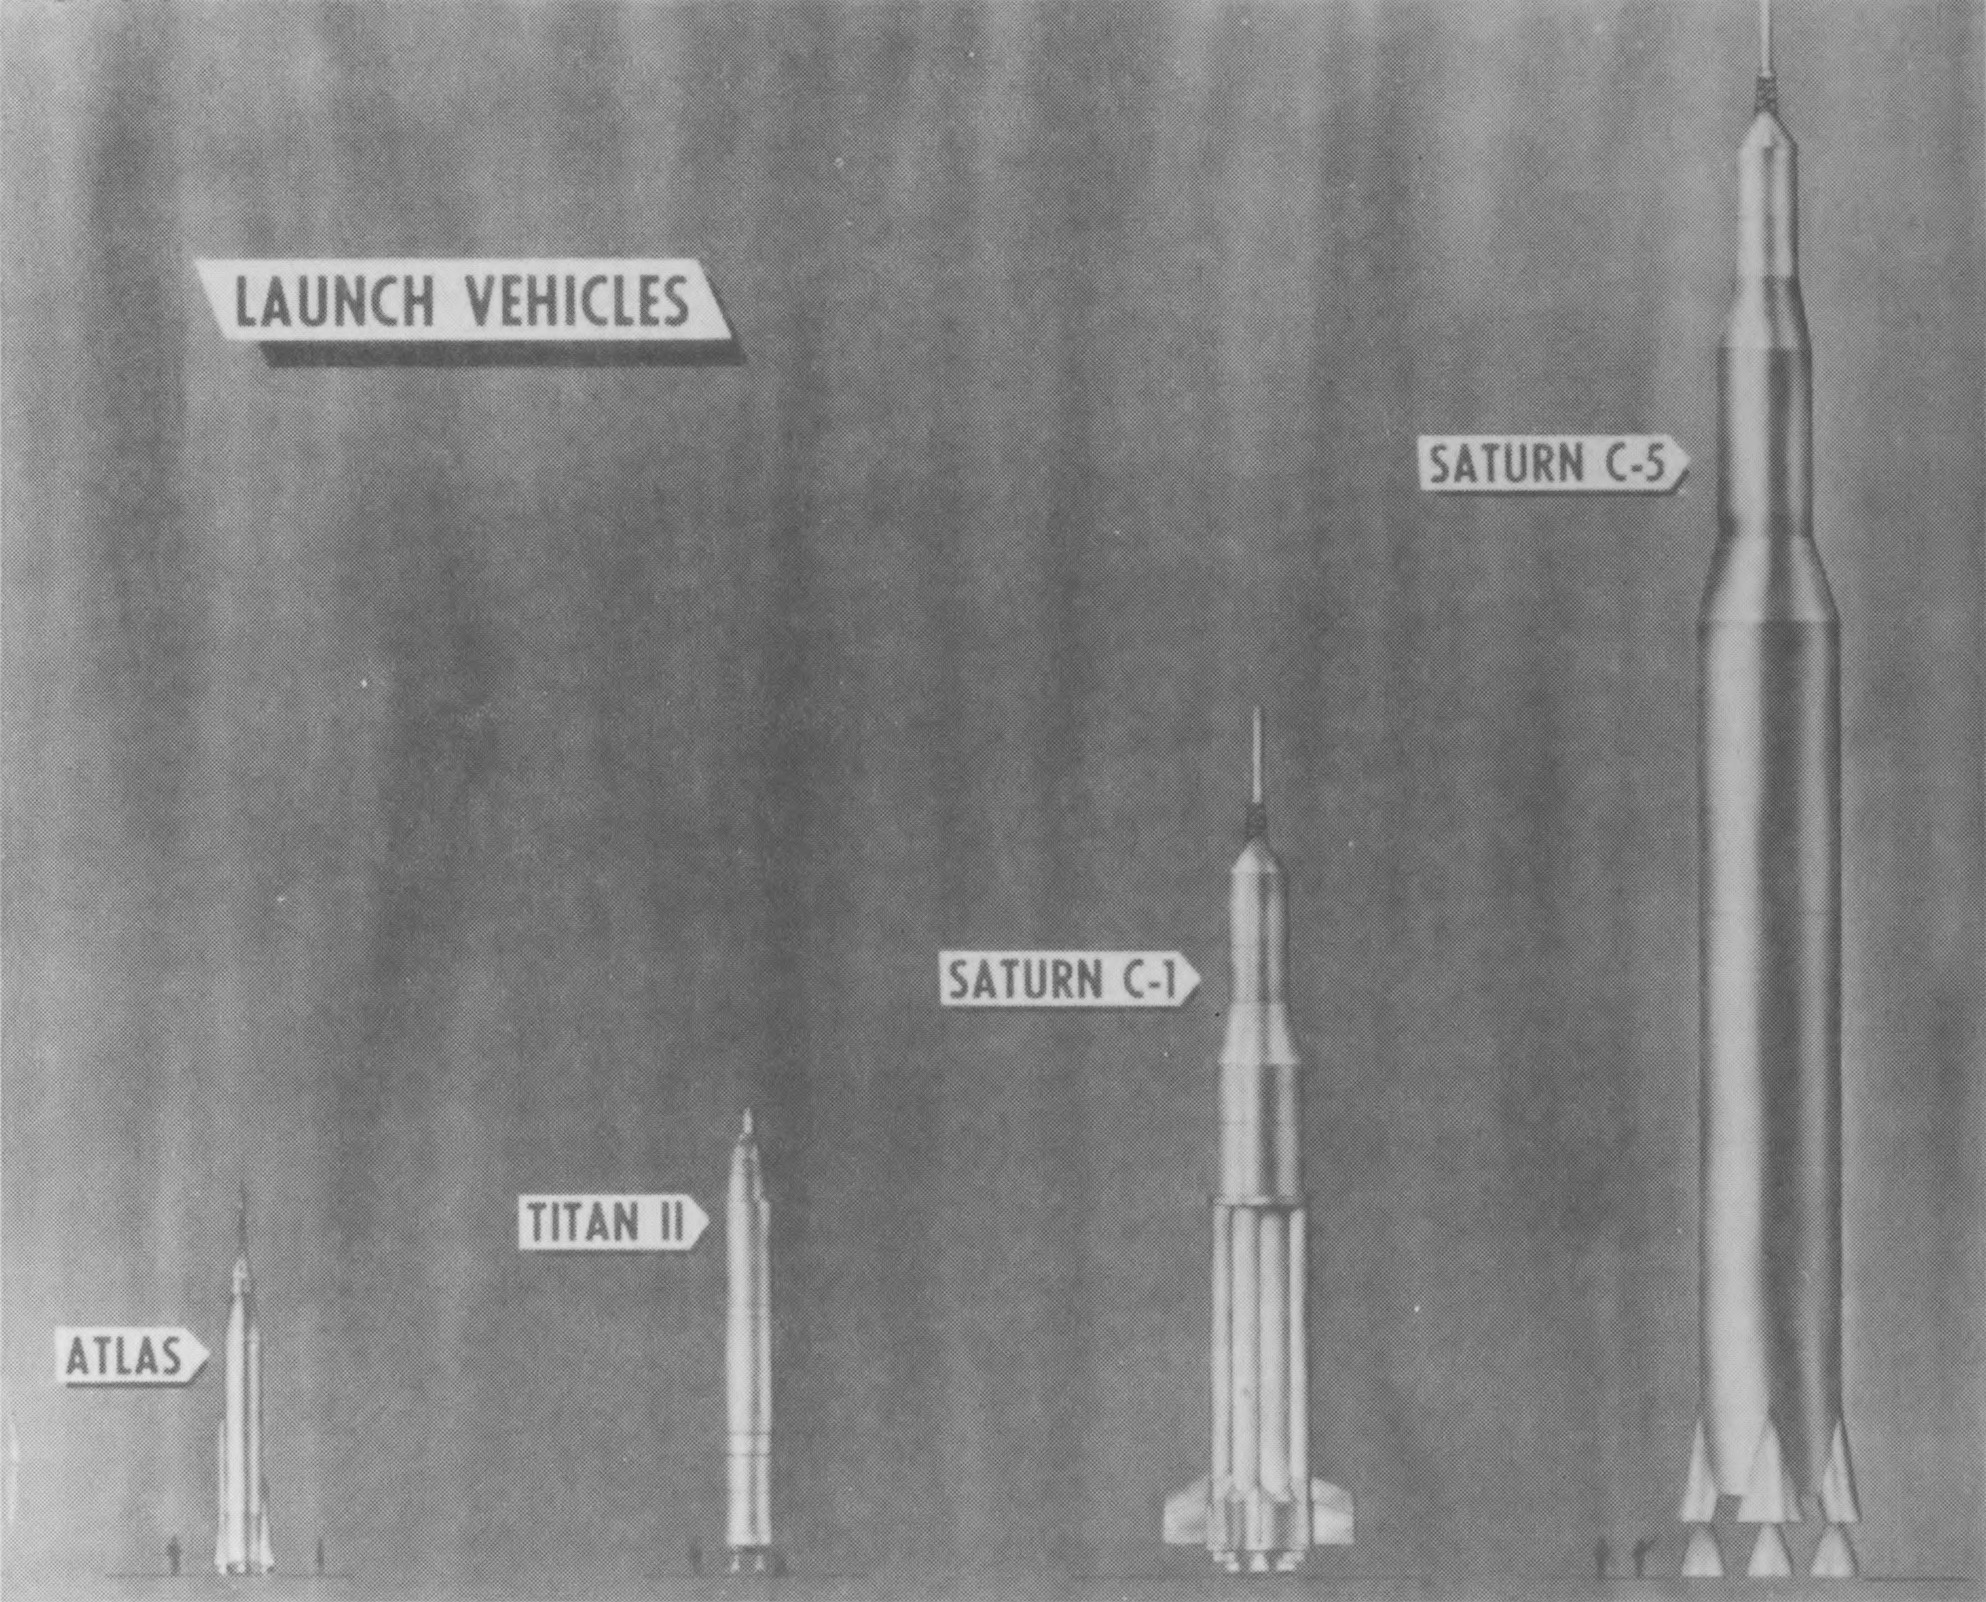 LAUNCH VEHICLES
SATURN C-5
SATURN C-1
TITAN II
ATLAS